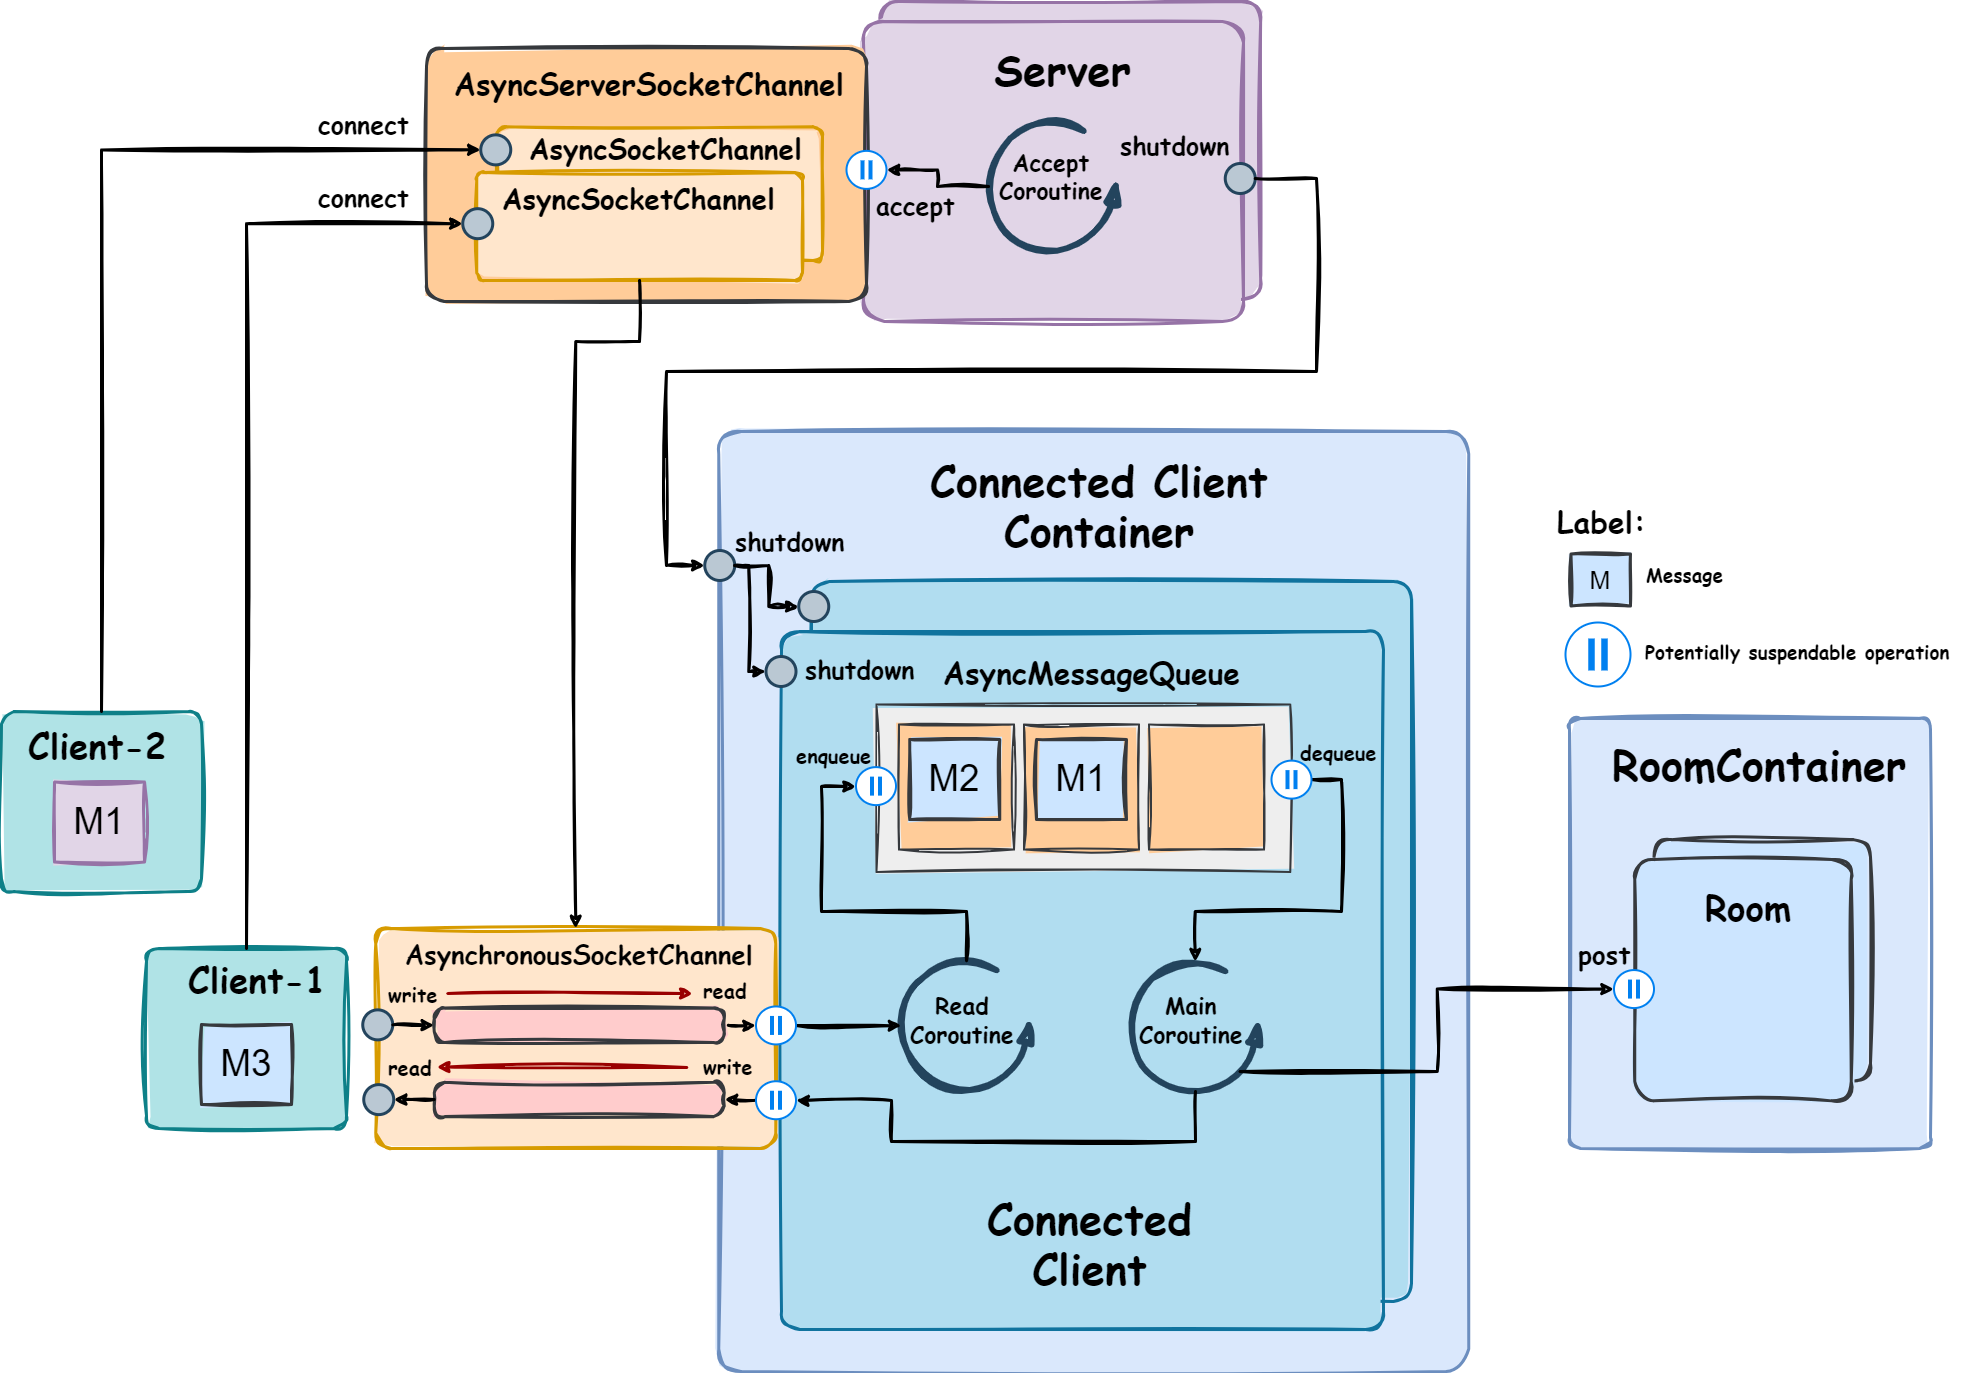 Server
AsyncServerSocketChannel
connect
AsyncSocketChannel
shutdown
Accept
Coroutine
accept
connect
AsyncSocketChannel
Connected Client
Container
shutdown
Label:
M
Message
Potentially suspendable operation
shutdown
AsyncMessageQueue
enqueue
dequeue
M2
M1
Client-2
M1
RoomContainer
Room
post
Client-1
M3
AsynchronousSocketChannel
write
read
read
write
Read
Coroutine
Main
Coroutine
Connected
Client